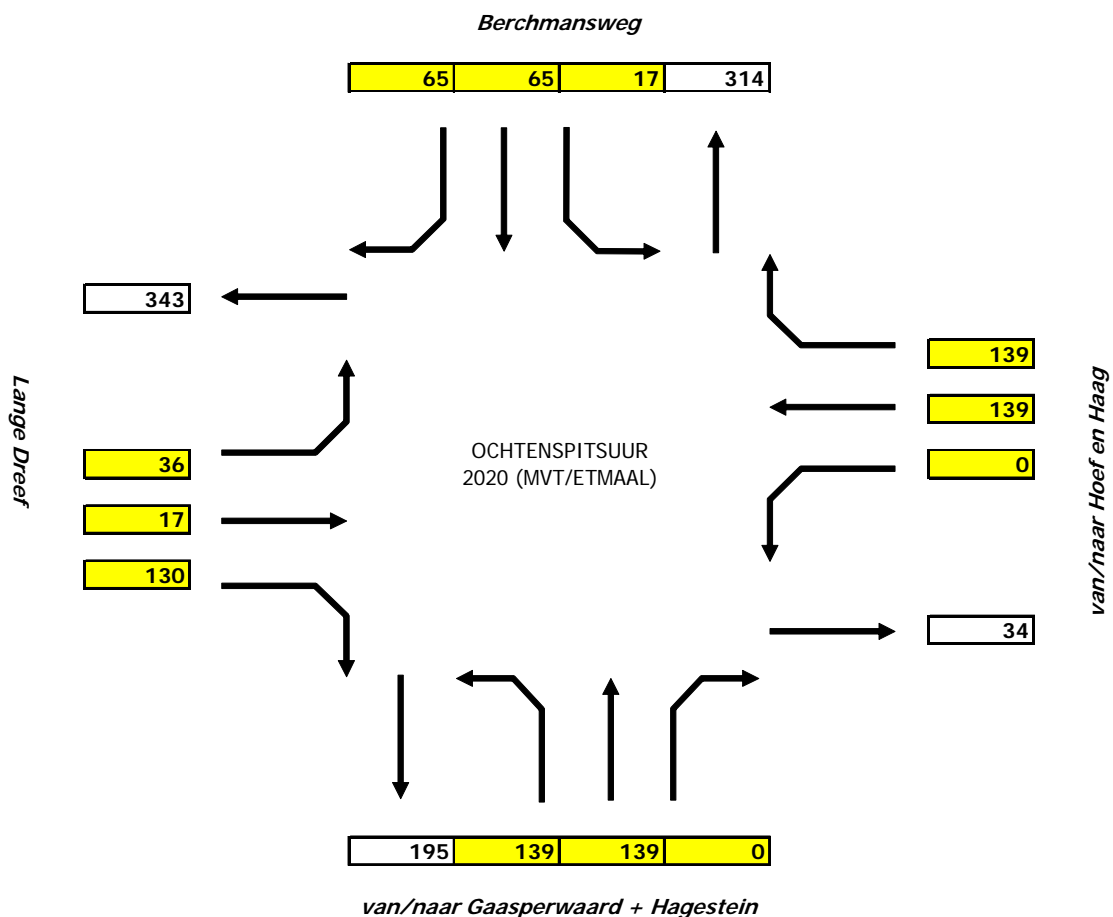 Berchmansweg
65 65 17 314
343
139
139
0
Lange Dreef
van/naar Hoef en Haag
OCHTENSPITSUUR
2020 (MVT/ETMAAL)
36
17
130
34
195 139 139 0
van/naar Gaasperwaard + Hagestein